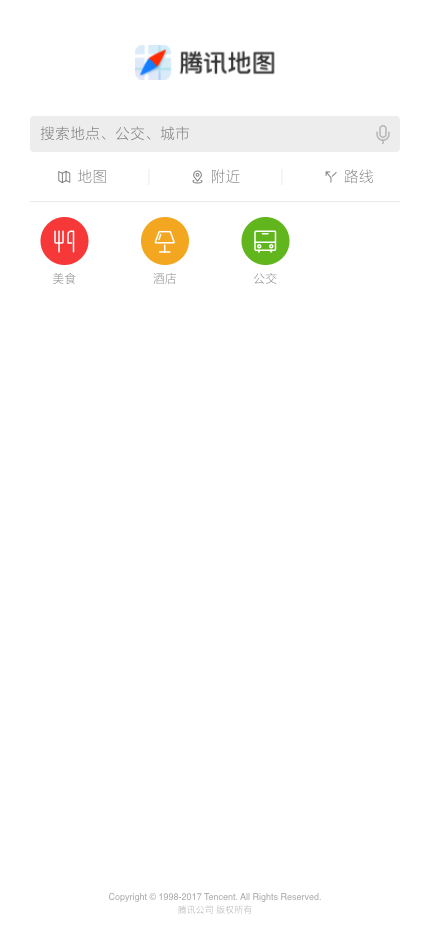 腾讯地图
搜索地点、公交、城市
地图 附近 路线
美食 酒店 公交
Copyright © 1998-2017 Tencent. All Rights Reserved.
腾讯公司 版权所有